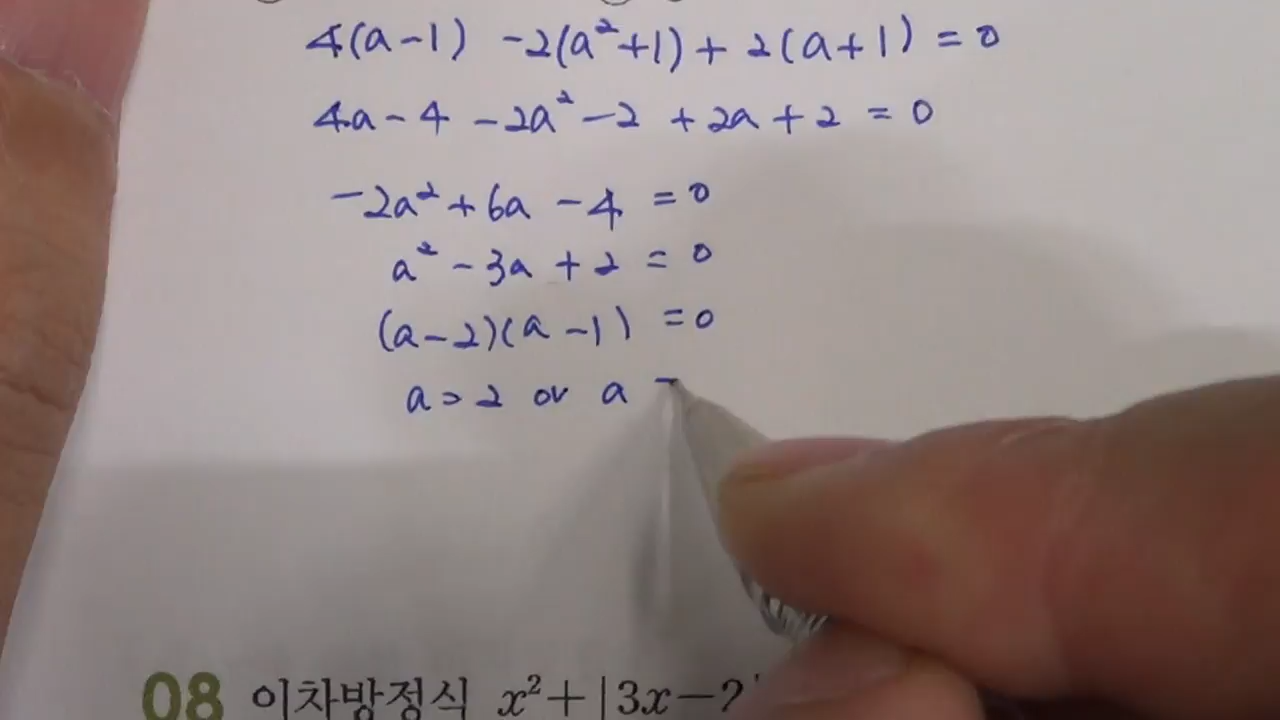 4(a-1) -2(a²+1) + 2(a+1) = 0
4a-4 -2a²-2 +2a+2 = 0
-2a²+6a-4 = 0
a²-3a+2 = 0
(a-2)(a-1) = 0
a=2 or a
08 이차방정식 x²+|3x-2